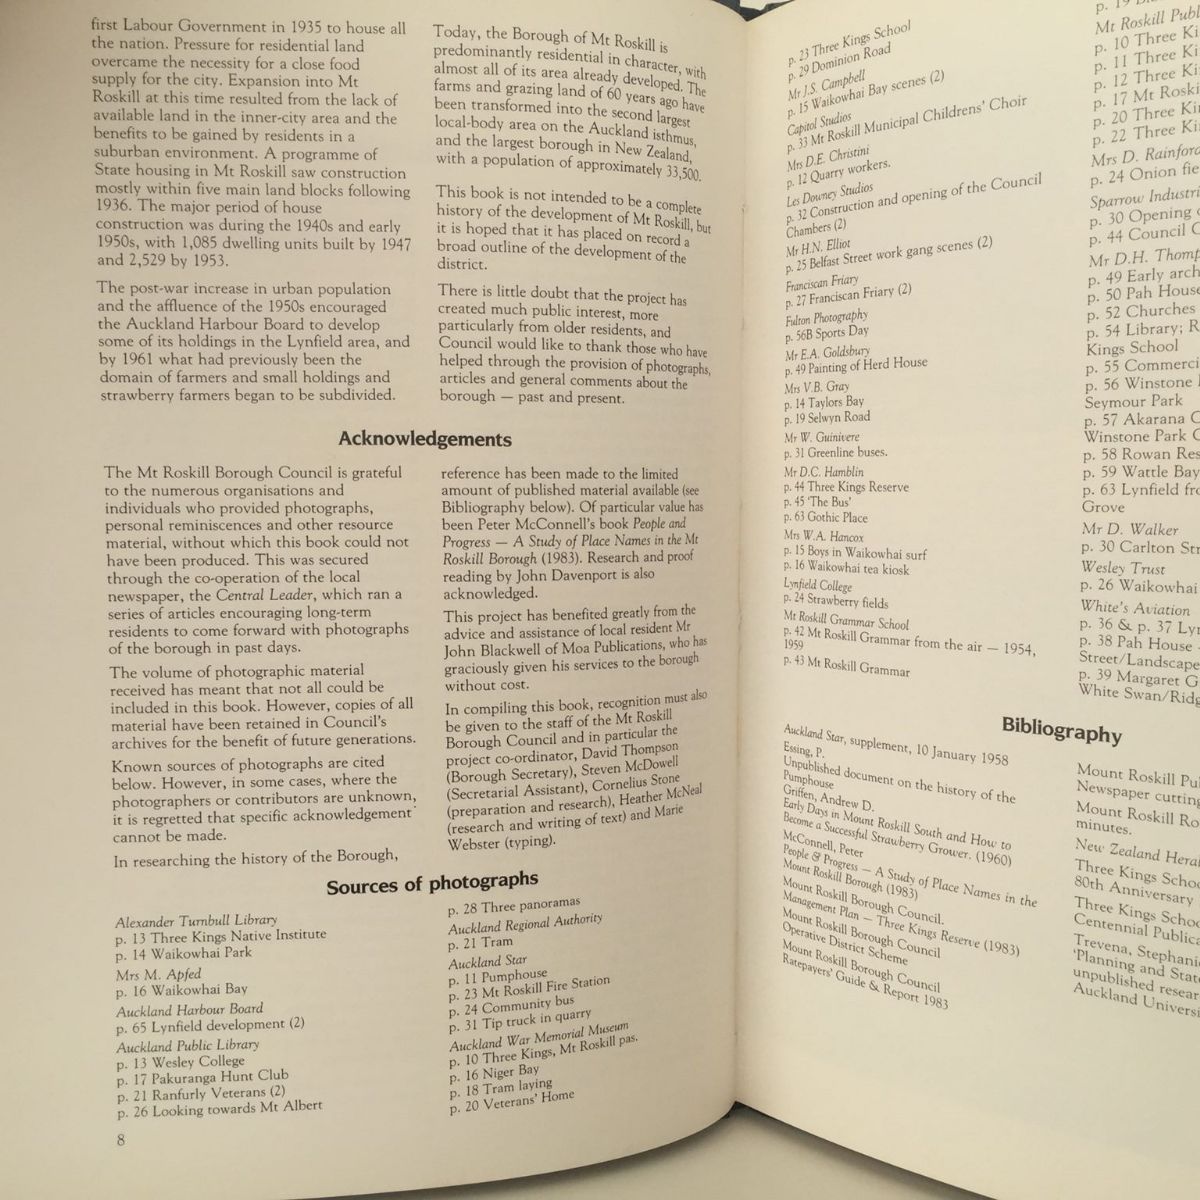 first Labour Government in 1935 to house all
the nation. Pressure for residential land
overcame the necessity for a close food
supply for the city. Expansion into Mt
Roskill at this time resulted from the lack of
available land in the inner-city area and the
benefits to be gained by residents in a
suburban environment. A programme of
State housing in Mt Roskill saw construction
mostly within five main land blocks following
1936. The major period of house
construction was during the 1940s and early
1950s, with 1,085 dwelling units built by 1947
and 2,529 by 1953.
The post-war increase in urban population
and the affluence of the 1950s encouraged
the Auckland Harbour Board to develop
some of its holdings in the Lynfield area, and
by 1961 what had previously been the
domain of farmers and small holdings and
strawberry farmers began to be subdivided.
Today, the Borough of Mt Roskill is
predominantly residential in character, with
almost all of its area already developed. The
farms and grazing land of 60 years ago have
been transformed into the second largest
local-body area on the Auckland isthmus,
and the largest borough in New Zealand,
with a population of approximately 33,500.
This book is not intended to be a complete
history of the development of Mt Roskill, but
it is hoped that it has placed on record a
broad outline of the development of the
district.
There is little doubt that the project has
created much public interest, more
particularly from older residents, and
Council would like to thank those who have
helped through the provision of photographs,
articles and general comments about the
borough — past and present.
Acknowledgements
The Mt Roskill Borough Council is grateful
to the numerous organisations and
individuals who provided photographs,
personal reminiscences and other resource
material, without which this book could not
have been produced. This was secured
through the co-operation of the local
newspaper, the Central Leader, which ran a
series of articles encouraging long-term
residents to come forward with photographs
of the borough in past days.
The volume of photographic material
received has meant that not all could be
included in this book. However, copies of all
material have been retained in Council's
archives for the benefit of future generations.
Known sources of photographs are cited
below. However, in some cases, where the
photographers or contributors are unknown,
it is regretted that specific acknowledgement
cannot be made.
In researching the history of the Borough,
reference has been made to the limited
amount of published material available (see
Bibliography below). Of particular value has
been Peter McConnell's book People and
Progress — A Study of Place Names in the Mt
Roskill Borough (1983). Research and proof
reading by John Davenport is also
acknowledged.
This project has benefited greatly from the
advice and assistance of local resident Mr
John Blackwell of Moa Publications, who has
graciously given his services to the borough
without cost.
In compiling this book, recognition must also
be given to the staff of the Mt Roskill
Borough Council and in particular the
project co-ordinator, David Thompson
(Borough Secretary), Steven McDowell
(Secretarial Assistant), Cornelius Stone
(preparation and research), Heather McNeal
(research and writing of text) and Marie
Webster (typing).
Sources of photographs
Alexander Turnbull Library
p. 13 Three Kings Native Institute
p. 14 Waikowhai Park
Mrs M. Apfed
p. 16 Waikowhai Bay
Auckland Harbour Board
p. 65 Lynfield development (2)
Auckland Public Library
p. 13 Wesley College
p. 17 Pakuranga Hunt Club
p. 21 Ranfurly Veterans (2)
p. 26 Looking towards Mt Albert
p. 28 Three panoramas
Auckland Regional Authority
p. 21 Tram
Auckland Star
p. 11 Pumphouse
p. 23 Mt Roskill Fire Station
p. 24 Community bus
p. 31 Tip truck in quarry
Auckland War Memorial Museum
p. 10 Three Kings, Mt Roskill pas.
p. 16 Niger Bay
p. 18 Tram laying
p. 20 Veterans' Home
8
p. 23 Three Kings School
p. 29 Dominion Road
Mr J.S. Campbell
p. 15 Waikowhai Bay scenes (2)
Capitol Studios
p. 33 Mt Roskill Municipal Childrens' Choir
Mrs D.E. Christini
p. 12 Quarry workers.
Les Downey Studios
p. 32 Construction and opening of the Council
Chambers (2)
Mr H.N. Elliot
p. 25 Belfast Street work gang scenes (2)
Franciscan Friary
p. 27 Franciscan Friary (2)
Fulton Photography
p. 56B Sports Day
Mr E.A. Goldsbury
p. 49 Painting of Herd House
Mrs V.B. Gray
p. 14 Taylors Bay
p. 19 Selwyn Road
Mr W. Guinivere
p. 31 Greenline buses.
Mr D.C. Hamblin
p. 44 Three Kings Reserve
p. 45 'The Bus'
p. 63 Gothic Place
Mrs W.A. Hancox
p. 15 Boys in Waikowhai surf
p. 16 Waikowhai tea kiosk
Lynfield College
p. 24 Strawberry fields
Mt Roskill Grammar School
p. 42 Mt Roskill Grammar from the air — 1954,
1959
p. 43 Mt Roskill Grammar
p. 19
Mt Roskill Publ
p. 10 Three Ki
p. 11 Three Ki
p. 12 Three Ki
p. 17 Mt Roski
p. 20 Three Ki
p. 22 Three Ki
Mrs D. Rainford
p. 24 Onion fie
Sparrow Industri
p. 30 Opening
p. 44 Council C
Mr D.H. Thomp
p. 49 Early arch
p. 50 Pah House
p. 52 Churches
p. 54 Library; R
Kings School
p. 55 Commerci
p. 56 Winstone
Seymour Park
p. 57 Akarana C
Winstone Park C
p. 58 Rowan Res
p. 59 Wattle Bay
p. 63 Lynfield fro
Grove
Mr D. Walker
p. 30 Carlton Str
Wesley Trust
p. 26 Waikowhai
White's Aviation
p. 36 & p. 37 Lyn
p. 38 Pah House
Street/Landscape
p. 39 Margaret G
White Swan/Ridg
Bibliography
Auckland Star, supplement, 10 January 1958
Essing, P.
Unpublished document on the history of the
Pumphouse
Griffen, Andrew D.
Early Days in Mount Roskill South and How to
Become a Successful Strawberry Grower. (1960)
McConnell, Peter
People & Progress — A Study of Place Names in the
Mount Roskill Borough (1983)
Mount Roskill Borough Council.
Management Plan — Three Kings Reserve (1983)
Mount Roskill Borough Council
Operative District Scheme
Mount Roskill Borough Council
Ratepayers' Guide & Report 1983
Mount Roskill Pu
Newspaper cutting
Mount Roskill Ro
minutes.
New Zealand Hera
Three Kings Schoo
80th Anniversary
Three Kings Schoo
Centennial Publica
Trevena, Stephanie
'Planning and State
unpublished resear
Auckland Universi